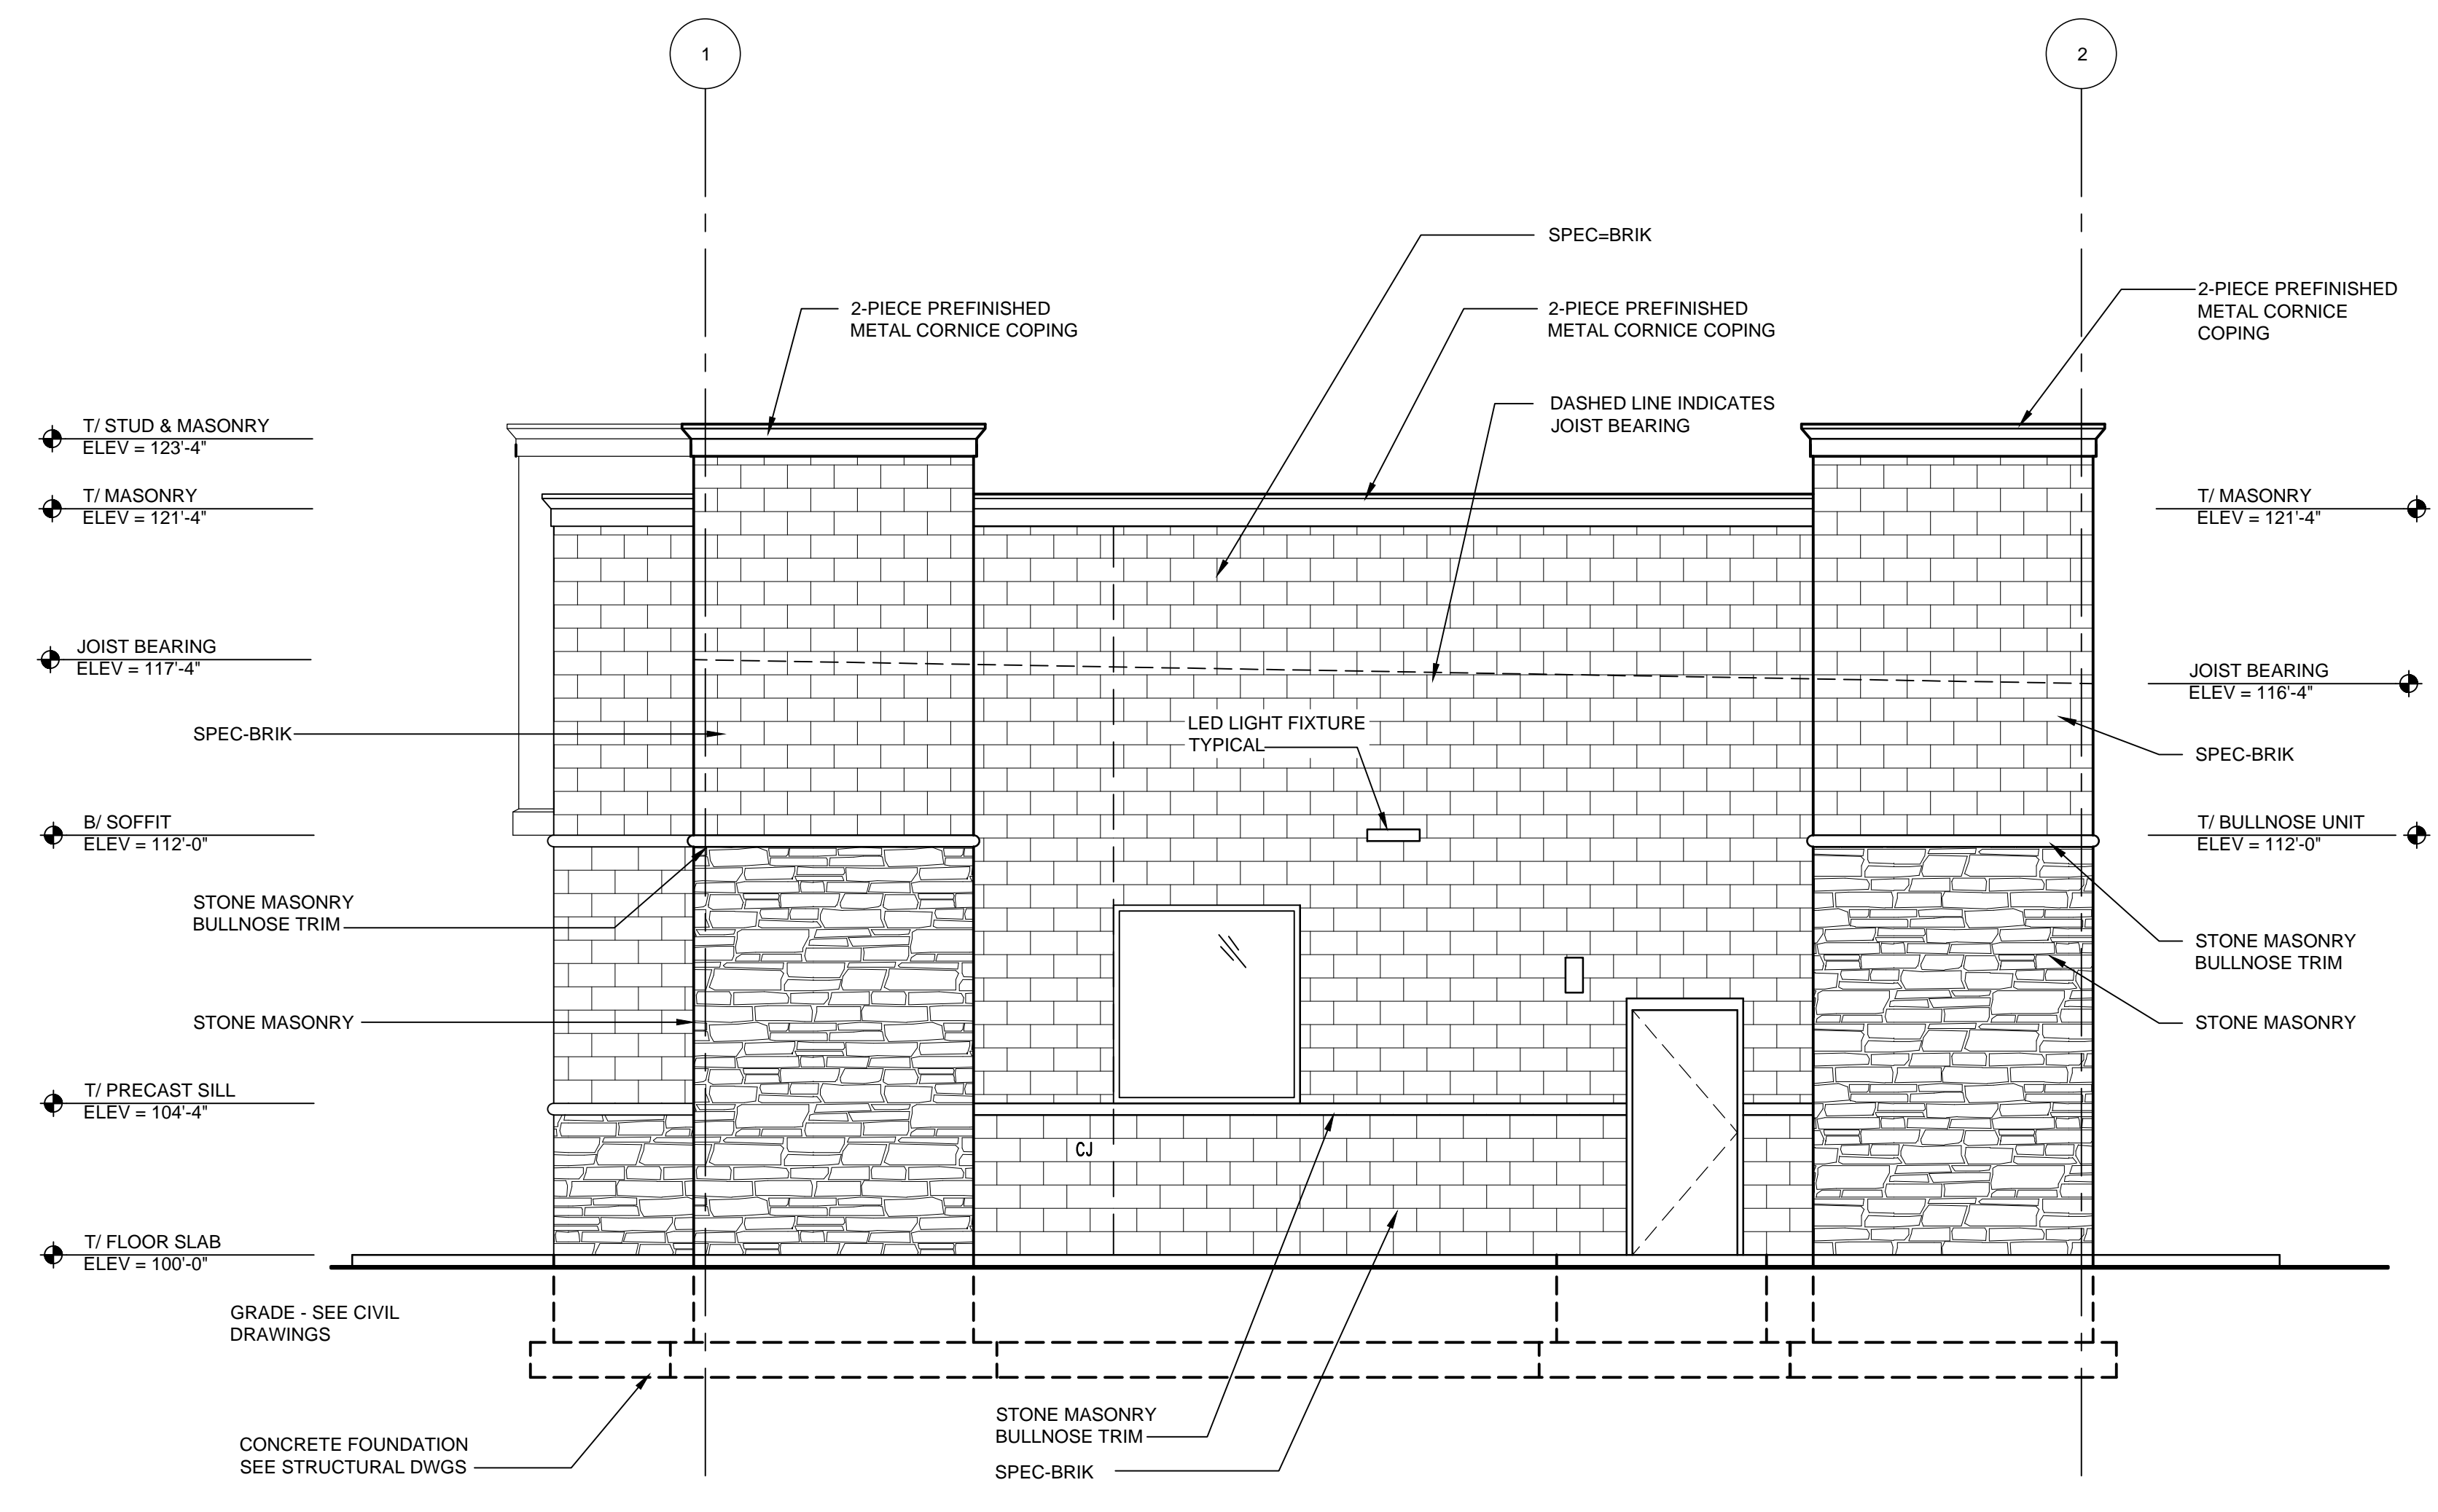 1
2
SPEC=BRIK
2-PIECE PREFINISHED
METAL CORNICE COPING
2-PIECE PREFINISHED
METAL CORNICE COPING
2-PIECE PREFINISHED
METAL CORNICE
COPING
DASHED LINE INDICATES
JOIST BEARING
T/ STUD & MASONRY
ELEV = 123'-4"
T/ MASONRY
ELEV = 121'-4"
T/ MASONRY
ELEV = 121'-4"
JOIST BEARING
ELEV = 117'-4"
JOIST BEARING
ELEV = 116'-4"
SPEC-BRIK
LED LIGHT FIXTURE
TYPICAL
SPEC-BRIK
B/ SOFFIT
ELEV = 112'-0"
T/ BULLNOSE UNIT
ELEV = 112'-0"
STONE MASONRY
BULLNOSE TRIM
STONE MASONRY
BULLNOSE TRIM
STONE MASONRY
STONE MASONRY
T/ PRECAST SILL
ELEV = 104'-4"
CJ
T/ FLOOR SLAB
ELEV = 100'-0"
GRADE - SEE CIVIL
DRAWINGS
CONCRETE FOUNDATION
SEE STRUCTURAL DWGS
STONE MASONRY
BULLNOSE TRIM
SPEC-BRIK